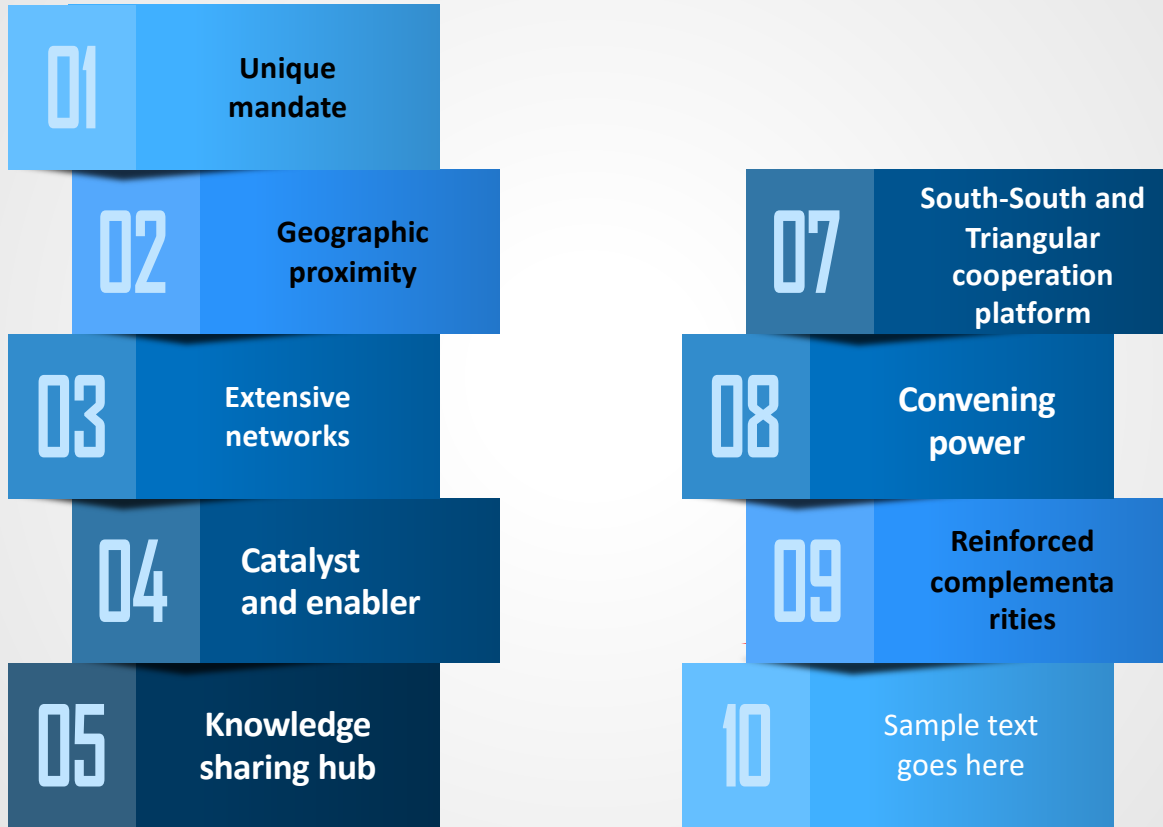 01
Unique
mandate
02
Geographic
proximity
03
Extensive
networks
04
Catalyst
and enabler
05
Knowledge
sharing hub
07
South-South and
Triangular
cooperation
platform
08
Convening
power
09
Reinforced
complementa
rities
10
Sample text
goes here